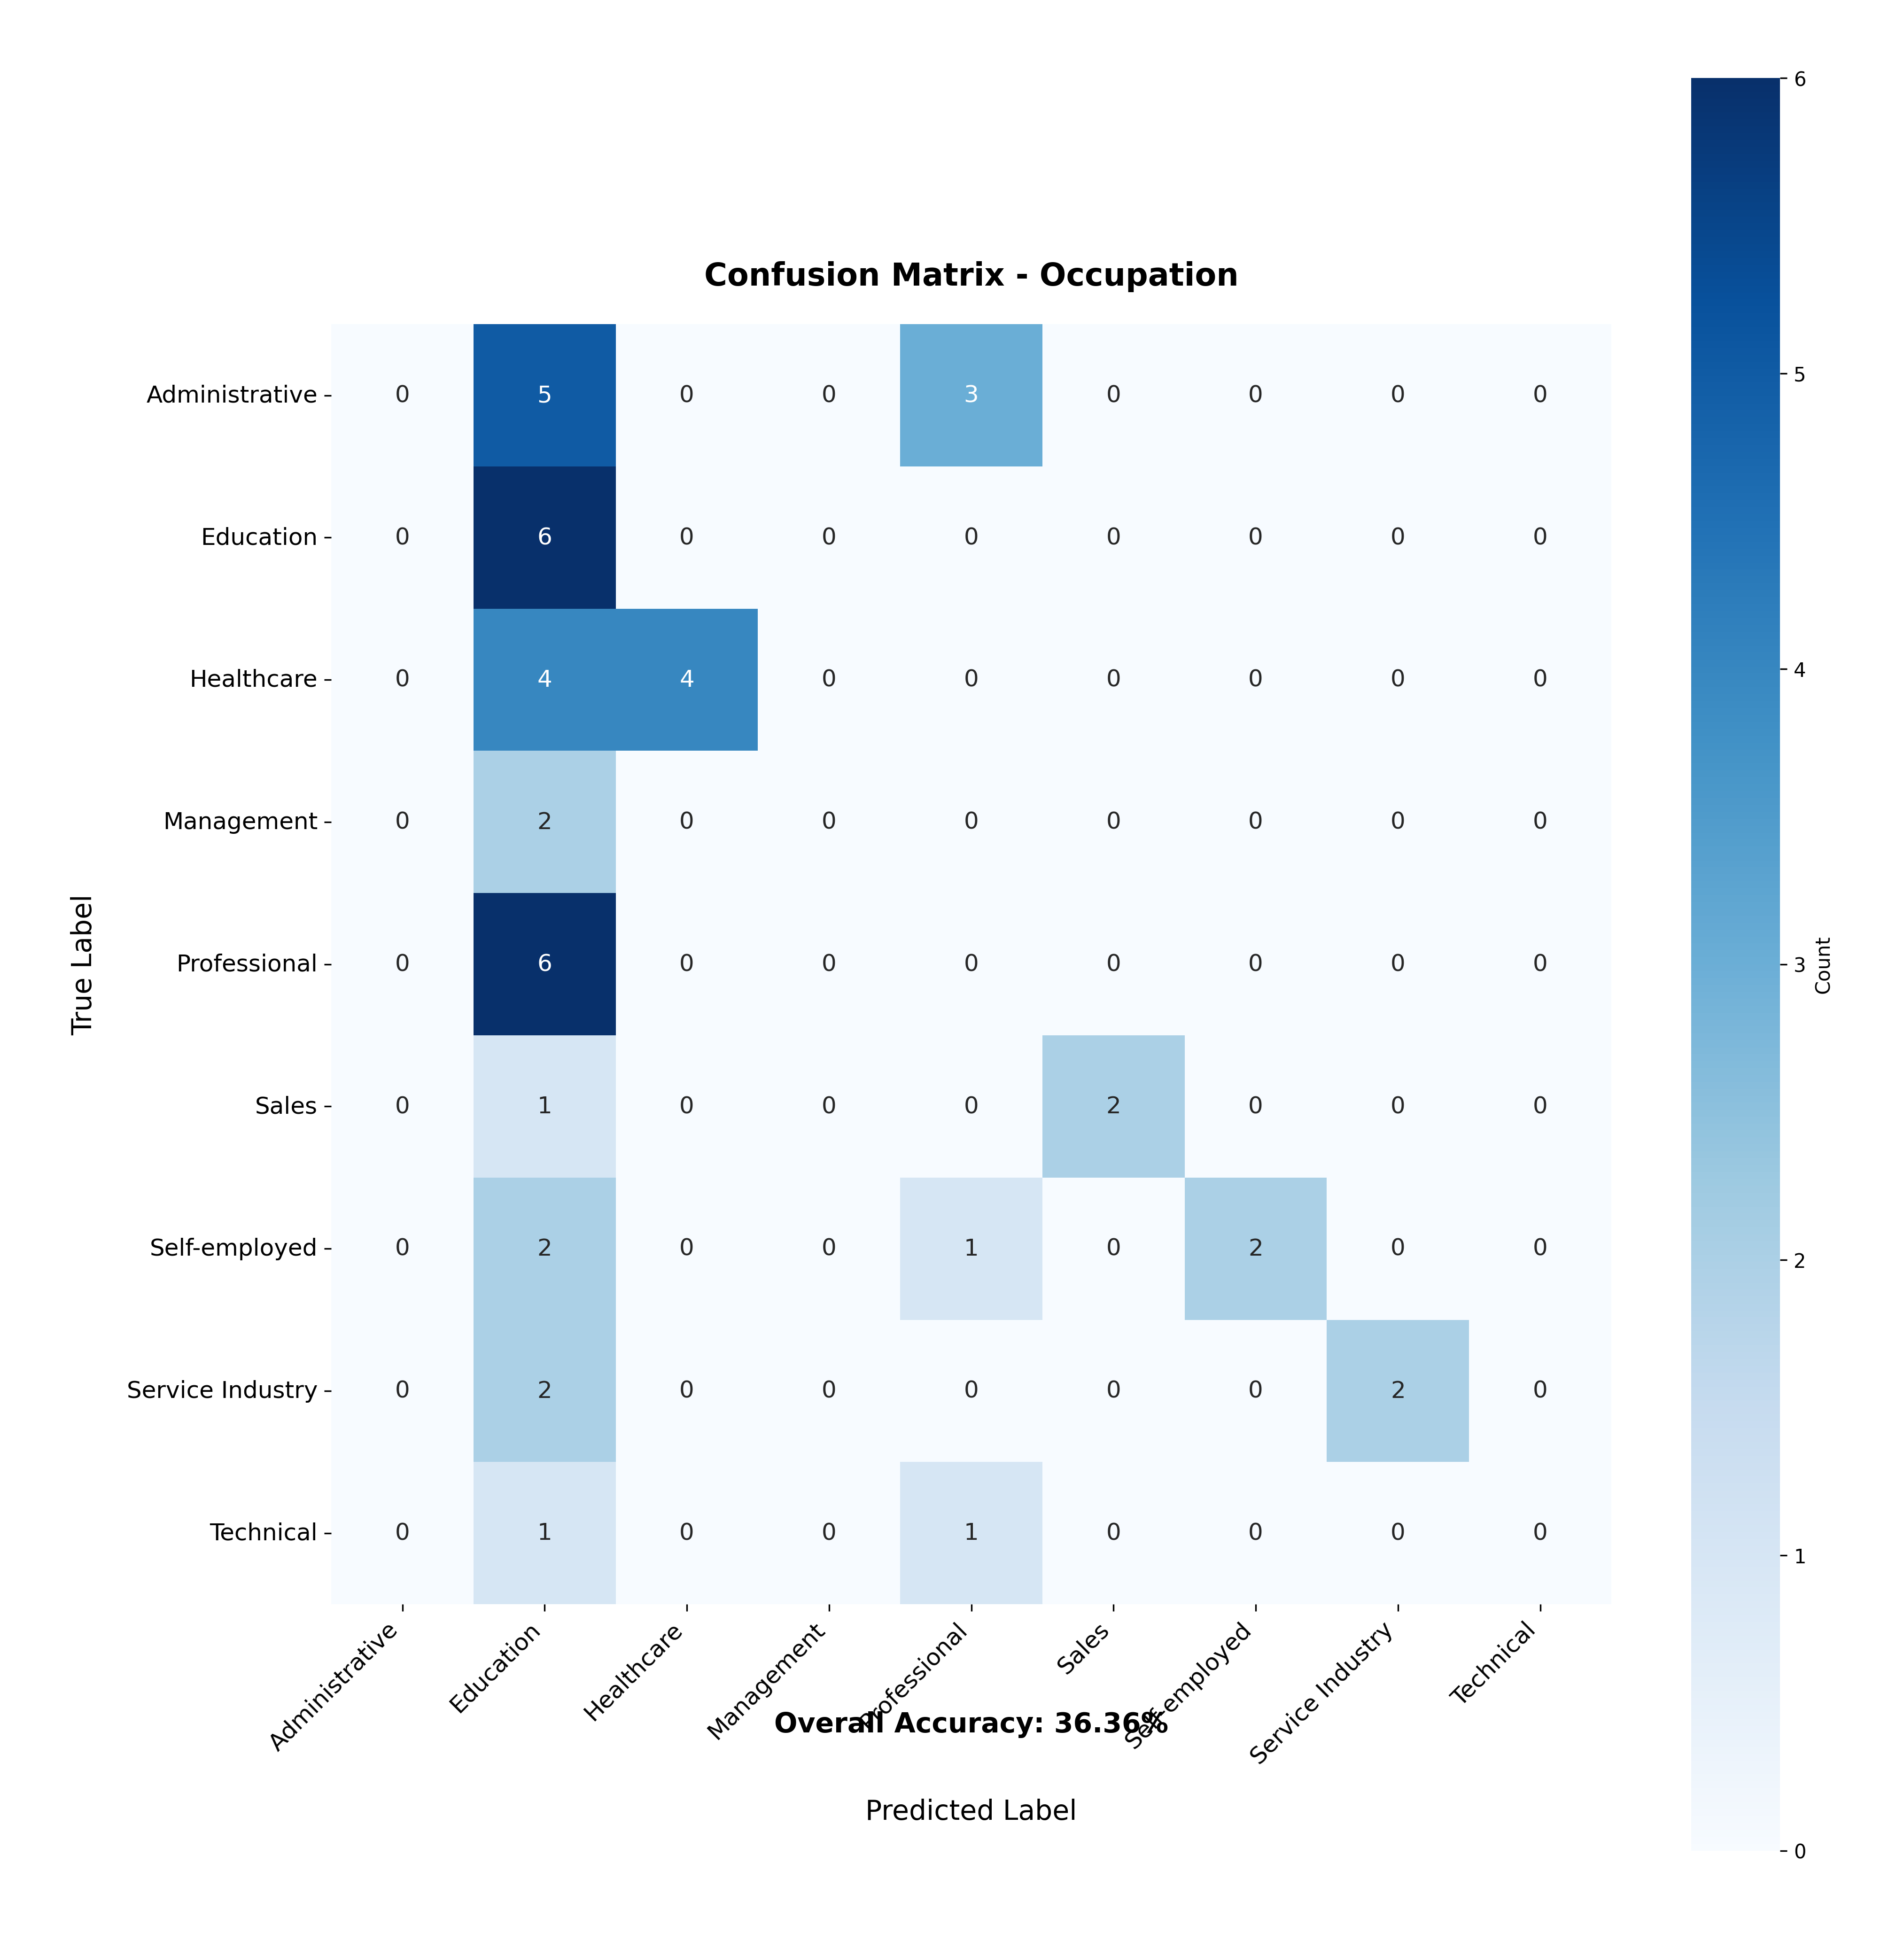 Confusion Matrix - Occupation
Administrative 0 5 0 0 3 0 0 0 0
Education 0 6 0 0 0 0 0 0 0
Healthcare 0 4 4 0 0 0 0 0 0
Management 0 2 0 0 0 0 0 0 0
Professional 0 6 0 0 0 0 0 0 0
Sales 0 1 0 0 0 2 0 0 0
Self-employed 0 2 0 0 1 0 2 0 0
Service Industry 0 2 0 0 0 0 0 2 0
Technical 0 1 0 0 1 0 0 0 0
True Label
Administrative Education Healthcare Management Professional Sales Self-employed Service Industry Technical
Overall Accuracy: 36.36%
Predicted Label
6
5
4
3
2
1
0
Count